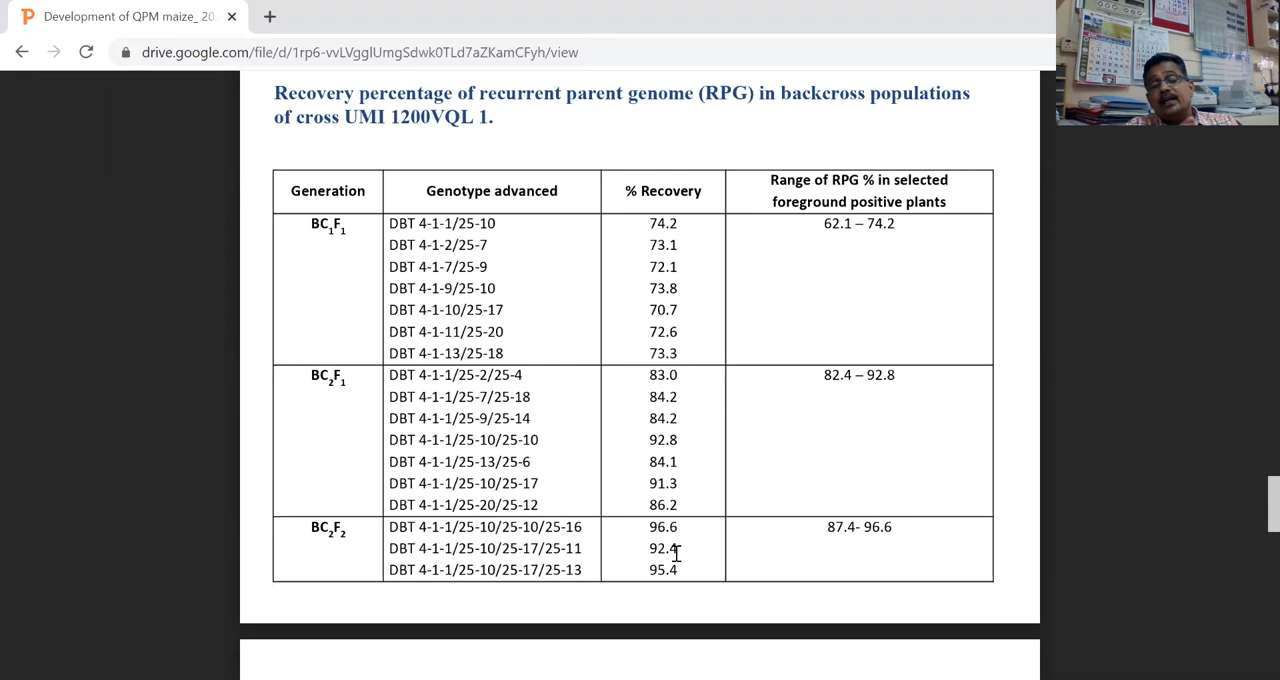 Development of QPM maize_ 20
drive.google.com/file/d/1rp6-vvLVgglUmgSdwk0TLd7aZKamCFyh/view
Recovery percentage of recurrent parent genome (RPG) in backcross populations
of cross UMI 1200VQL 1.
Generation Genotype advanced % Recovery Range of RPG % in selected foreground positive plants
BC1F1 DBT 4-1-1/25-10 74.2 62.1 – 74.2
DBT 4-1-2/25-7 73.1
DBT 4-1-7/25-9 72.1
DBT 4-1-9/25-10 73.8
DBT 4-1-10/25-17 70.7
DBT 4-1-11/25-20 72.6
DBT 4-1-13/25-18 73.3
BC2F1 DBT 4-1-1/25-2/25-4 83.0 82.4 – 92.8
DBT 4-1-1/25-7/25-18 84.2
DBT 4-1-1/25-9/25-14 84.2
DBT 4-1-1/25-10/25-10 92.8
DBT 4-1-1/25-13/25-6 84.1
DBT 4-1-1/25-10/25-17 91.3
DBT 4-1-1/25-20/25-12 86.2
BC2F2 DBT 4-1-1/25-10/25-10/25-16 96.6 87.4- 96.6
DBT 4-1-1/25-10/25-17/25-11 92.4
DBT 4-1-1/25-10/25-17/25-13 95.4